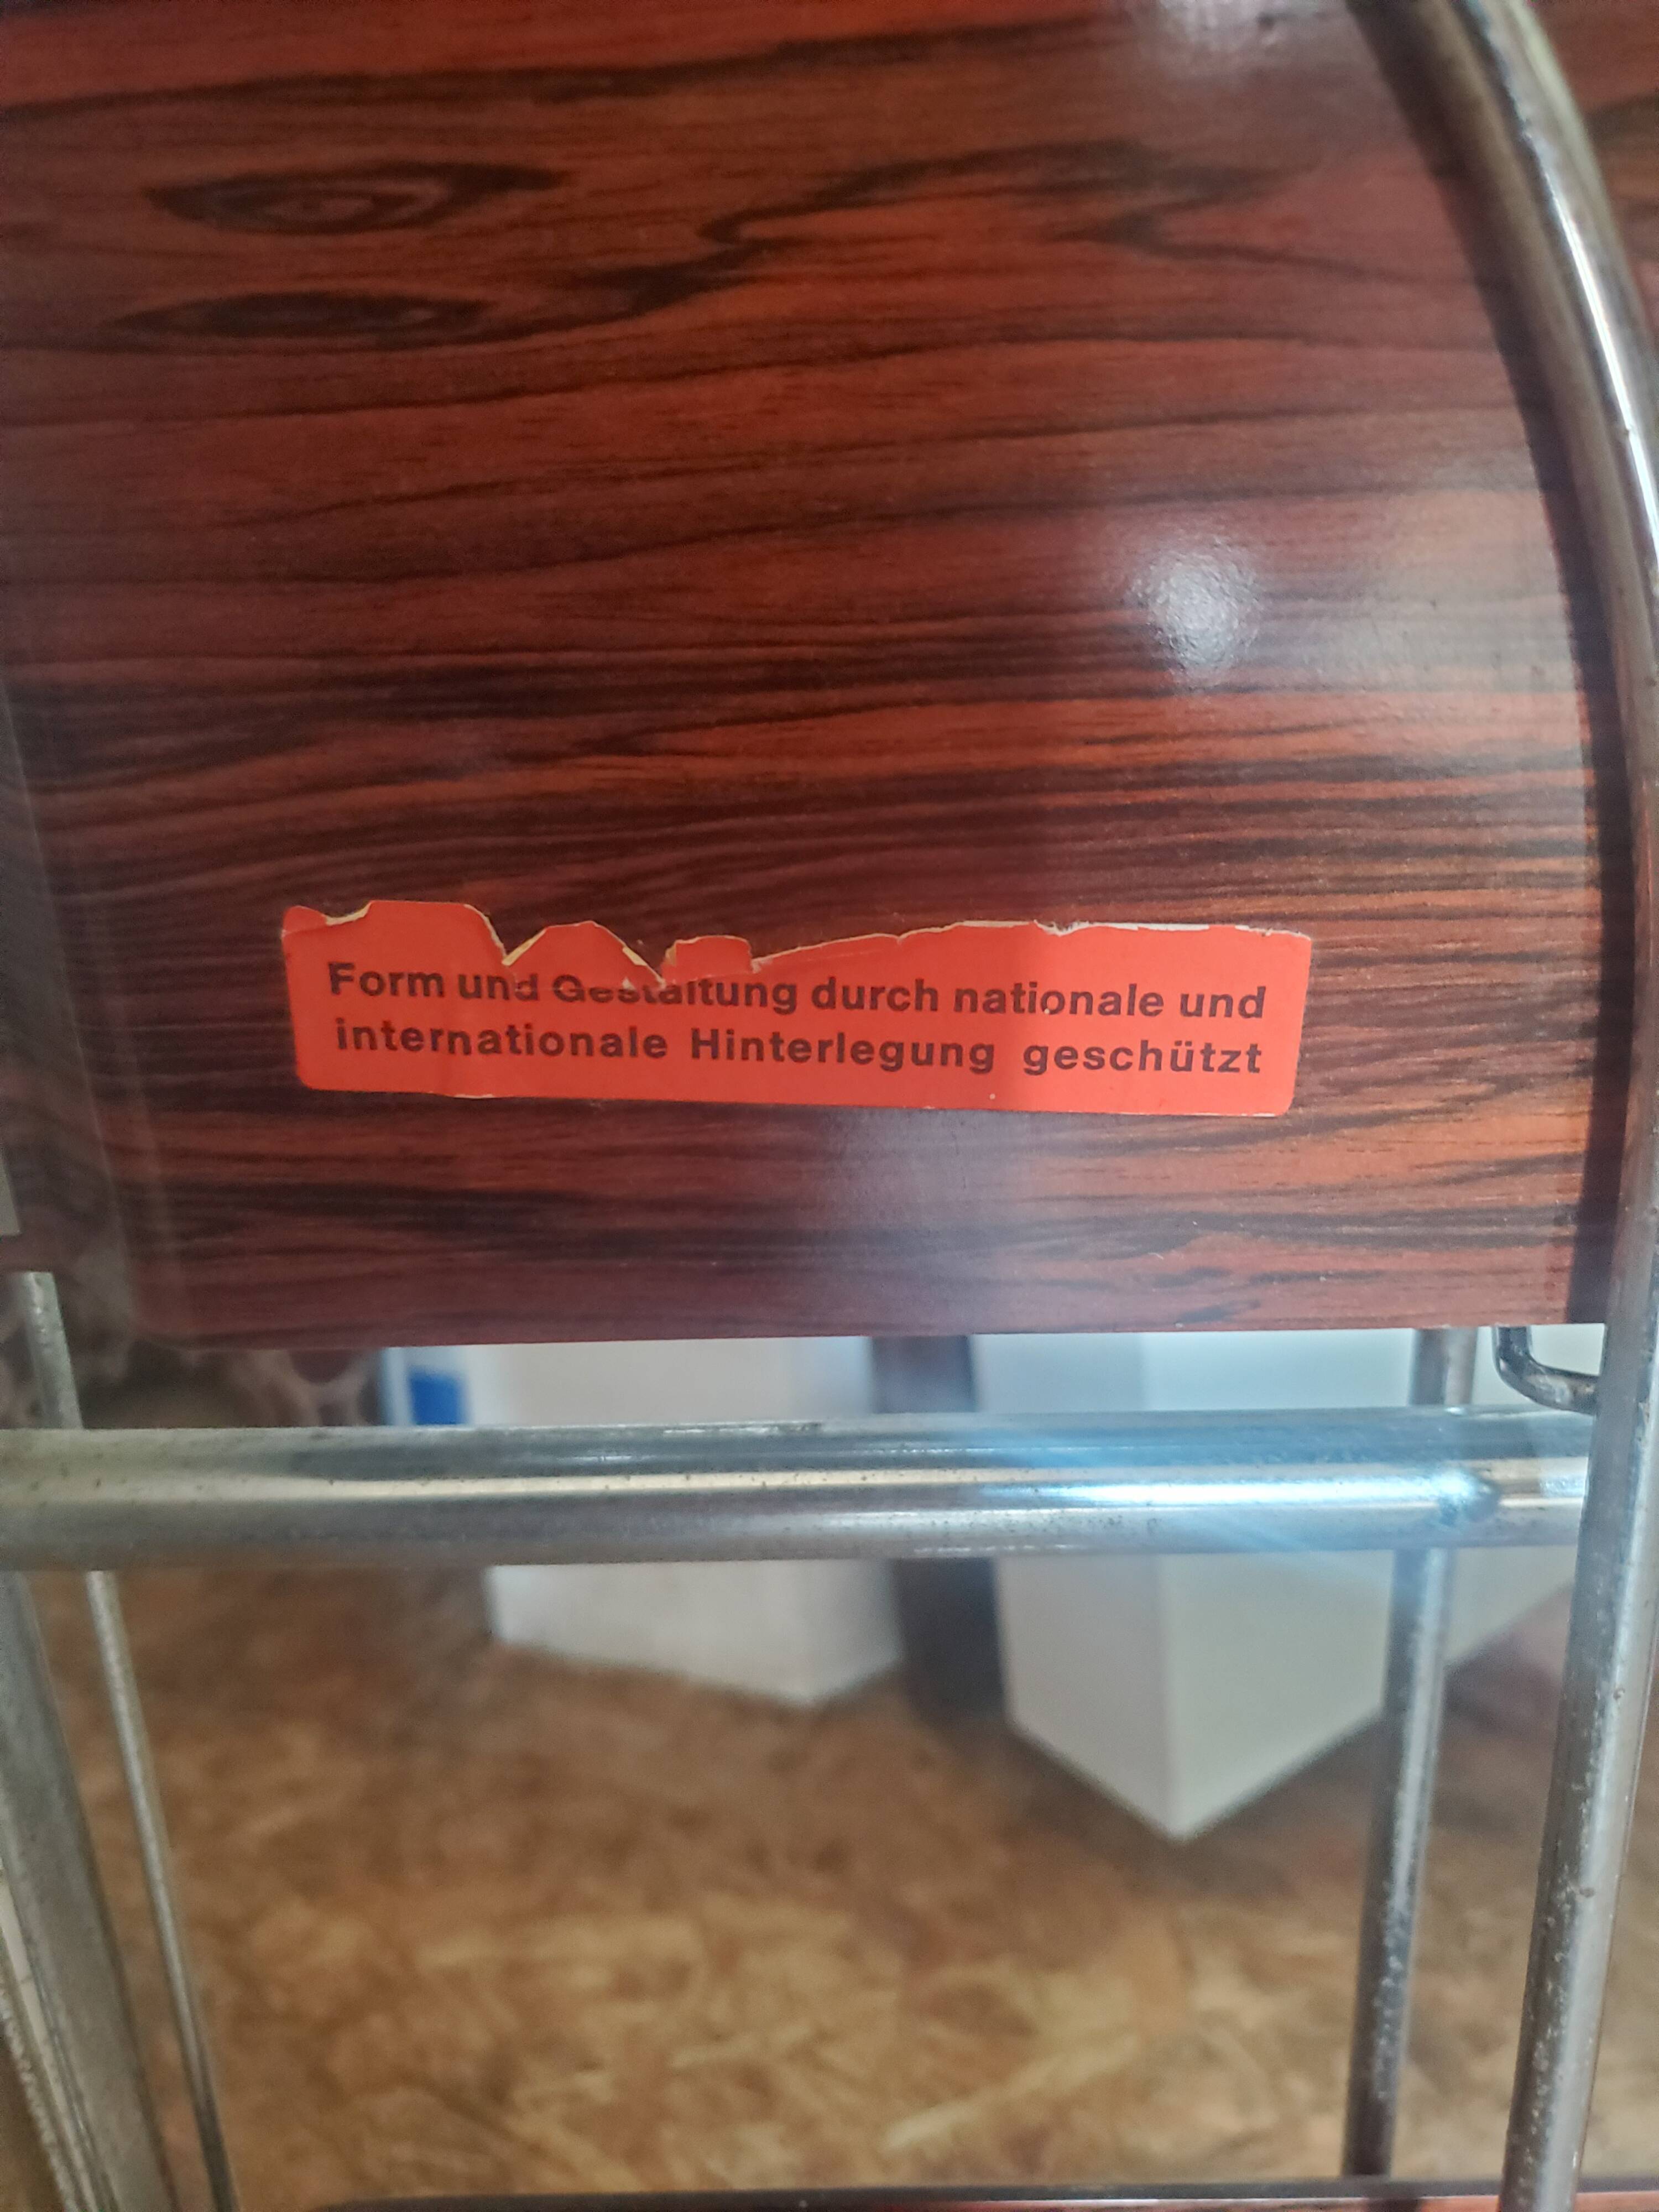 Form und Gestaltung durch nationale und
internationale Hinterlegung geschützt